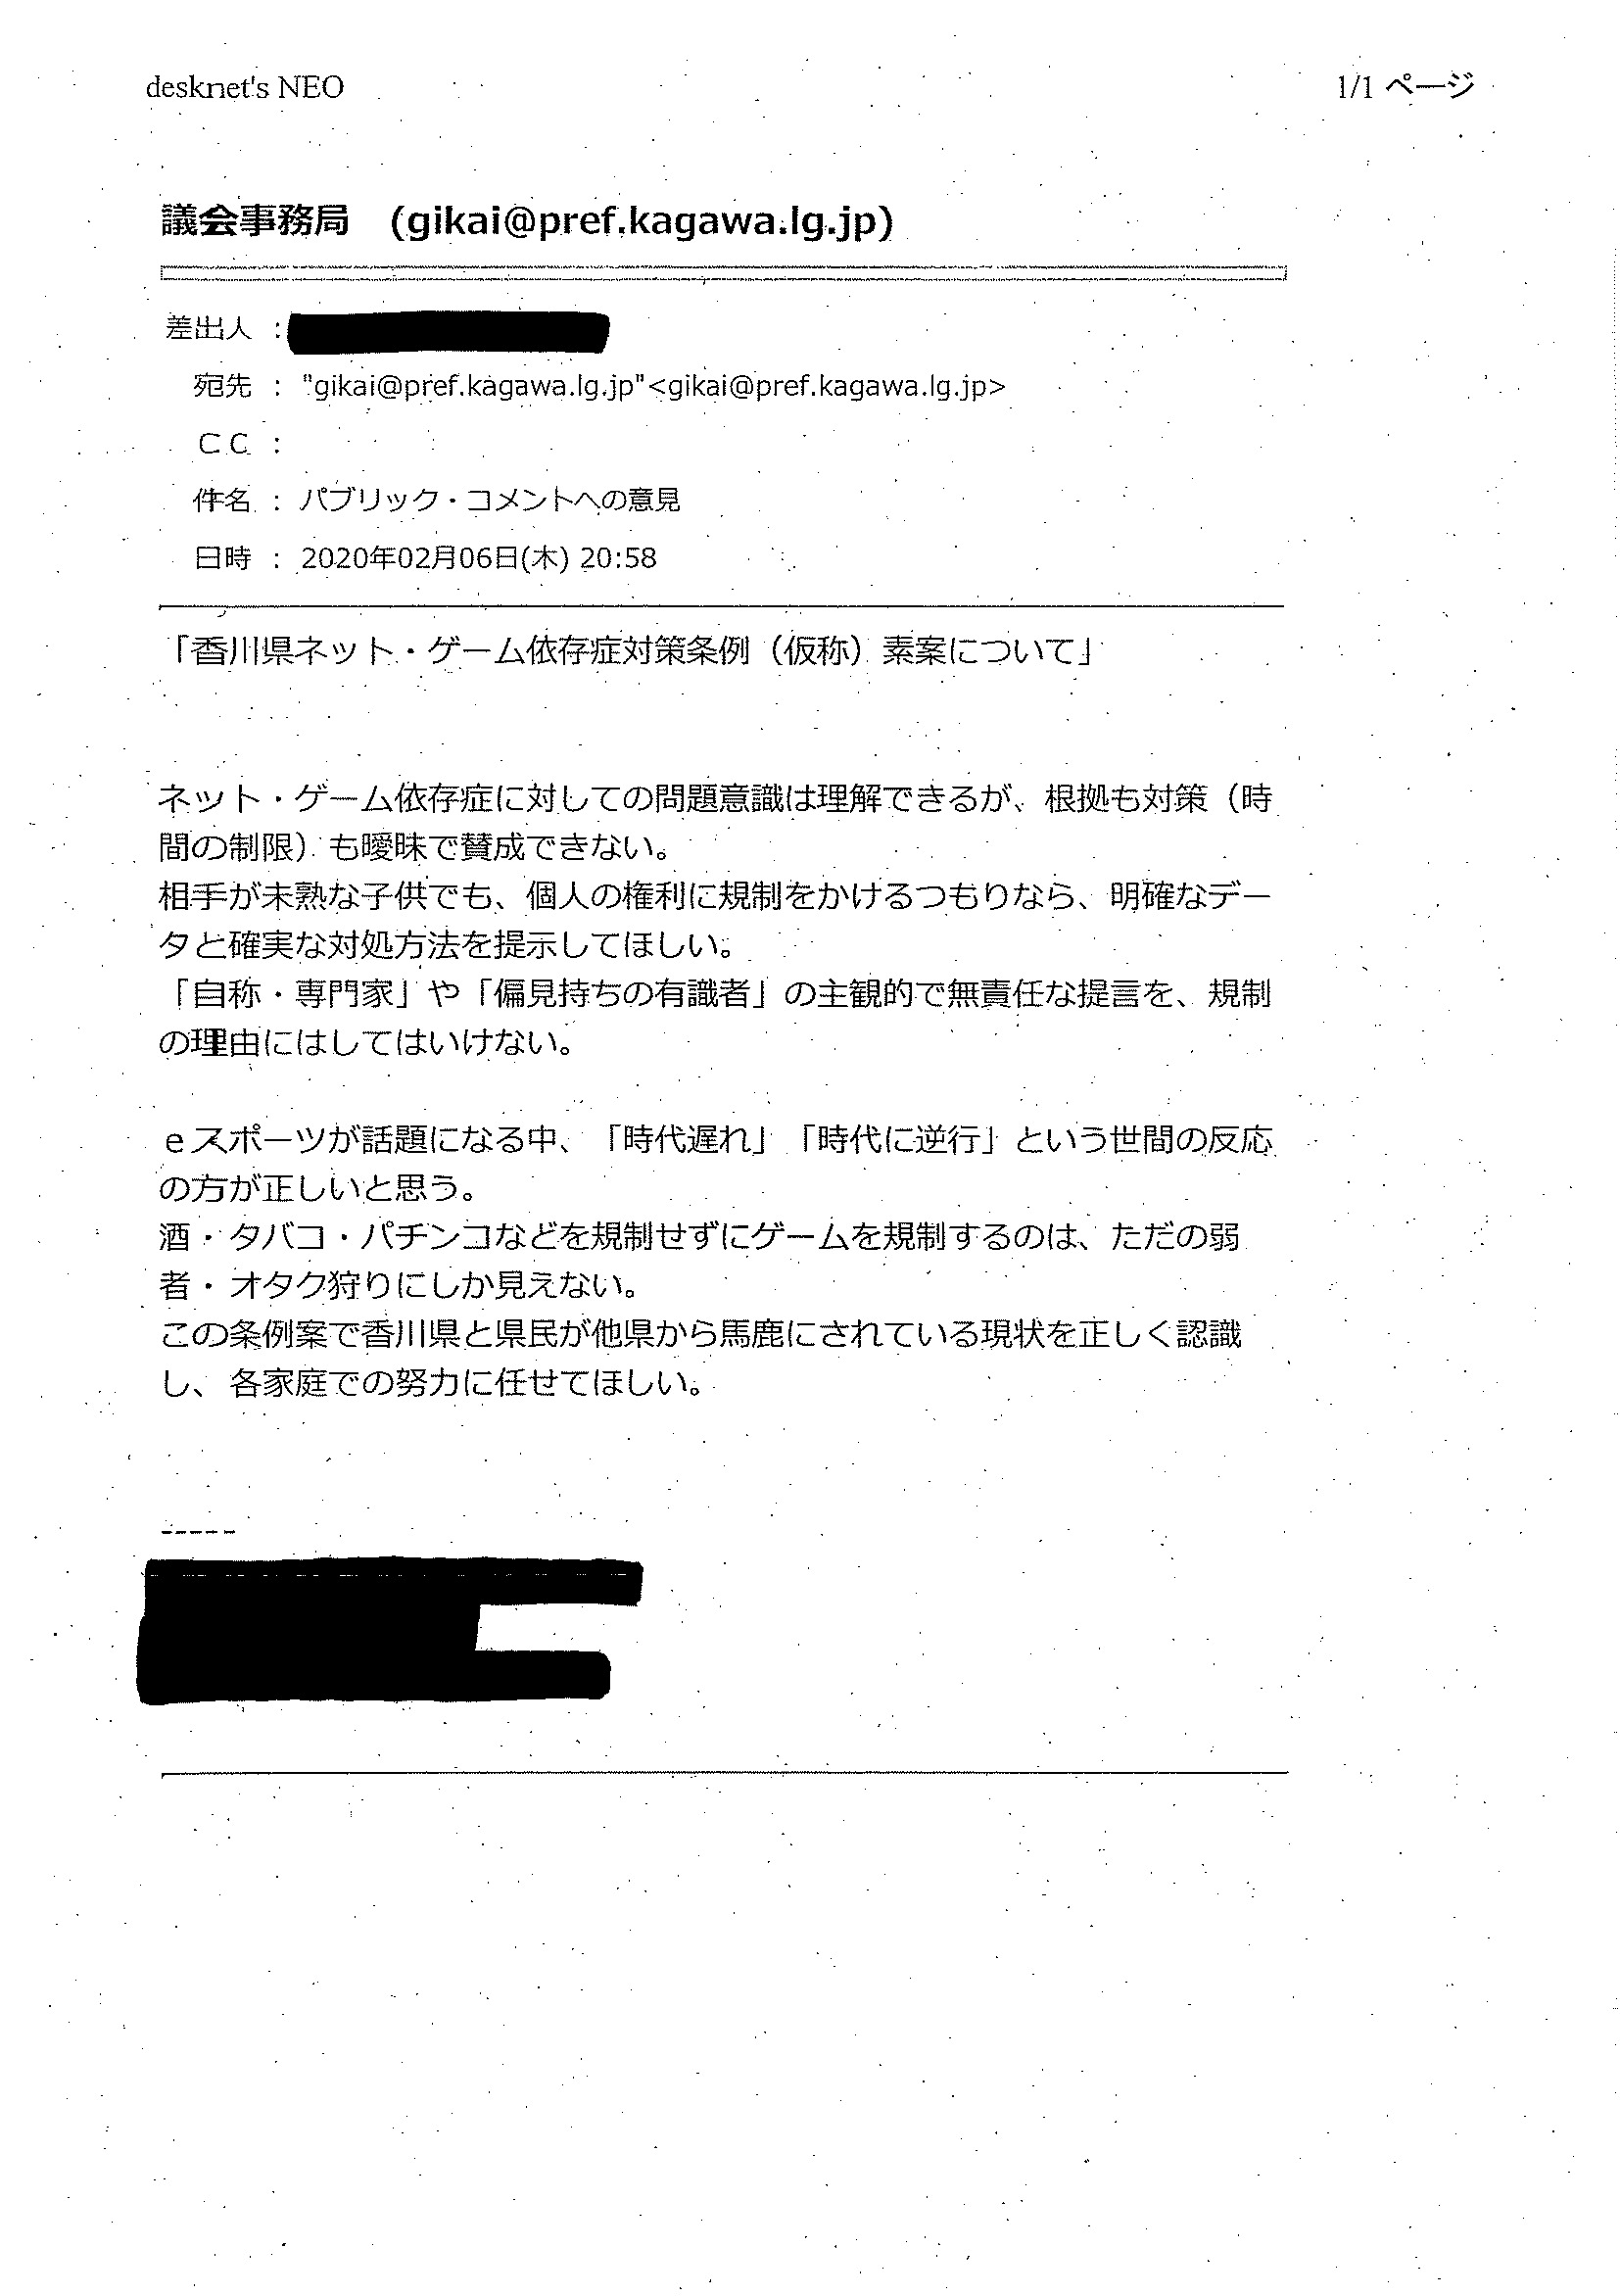 desknet's NEO
1/1 ページ
議会事務局　(gikai@pref.kagawa.lg.jp)
差出人 :
宛先 : "gikai@pref.kagawa.lg.jp"<gikai@pref.kagawa.lg.jp>
ＣＣ :
件名 : パブリック・コメントへの意見
日時 : 2020年02月06日(木) 20:58
「香川県ネット・ゲーム依存症対策条例（仮称）素案について」
ネット・ゲーム依存症に対しての問題意識は理解できるが、根拠も対策（時
間の制限）も曖昧で賛成できない。
相手が未熟な子供でも、個人の権利に規制をかけるつもりなら、明確なデー
タと確実な対処方法を提示してほしい。
「自称・専門家」や「偏見持ちの有識者」の主観的で無責任な提言を、規制
の理由にはしてはいけない。
ｅスポーツが話題になる中、「時代遅れ」「時代に逆行」という世間の反応
の方が正しいと思う。
酒・タバコ・パチンコなどを規制せずにゲームを規制するのは、ただの弱
者・オタク狩りにしか見えない。
この条例案で香川県と県民が他県から馬鹿にされている現状を正しく認識
し、各家庭での努力に任せてほしい。
-----